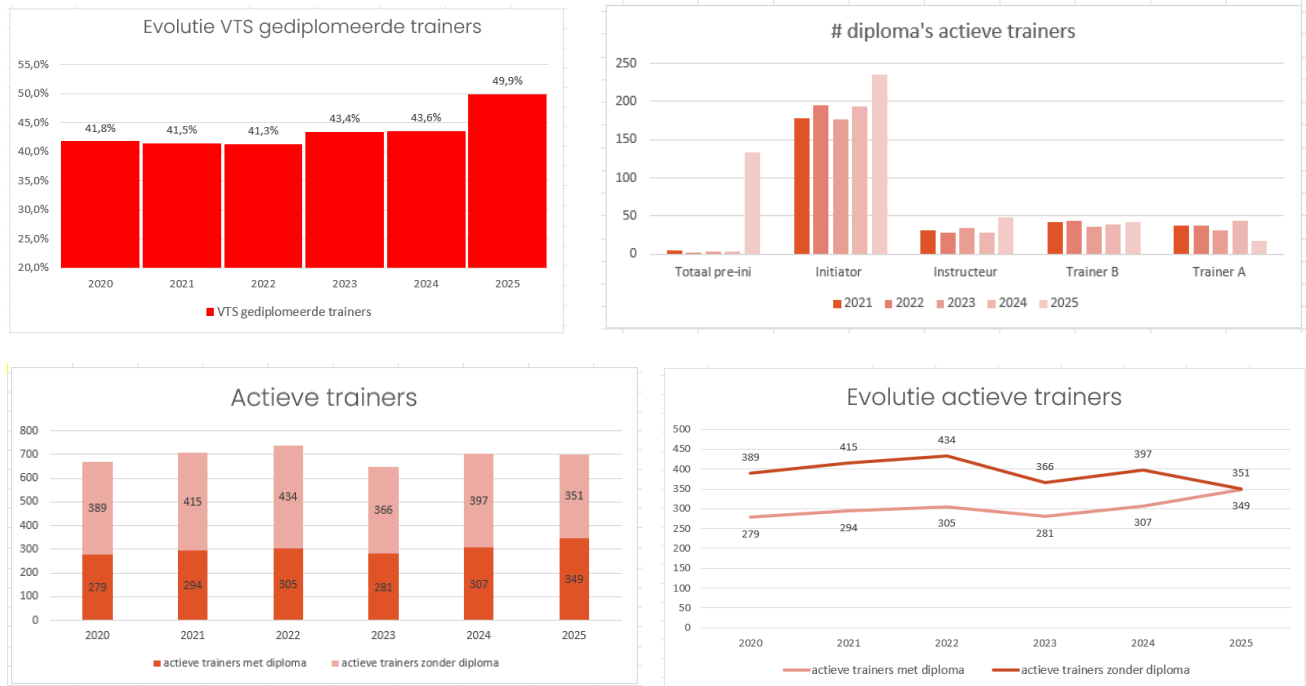 Evolutie VTS gediplomeerde trainers
55,0%
50,0%
45,0%
40,0%
35,0%
30,0%
25,0%
20,0%
41,8%
41,5%
41,3%
43,4%
43,6%
49,9%
2020 2021 2022 2023 2024 2025
VTS gediplomeerde trainers
# diploma's actieve trainers
250
200
150
100
50
0
Totaal pre-ini Initiator Instructeur Trainer B Trainer A
2021 2022 2023 2024 2025
Actieve trainers
800
700
600
500
400
300
200
100
0
389 415 434 366 397 351
279 294 305 281 307 349
2020 2021 2022 2023 2024 2025
actieve trainers met diploma actieve trainers zonder diploma
Evolutie actieve trainers
500
450
400
350
300
250
200
150
100
50
0
389 415 434 366 397 351
279 294 305 281 307 349
2020 2021 2022 2023 2024 2025
actieve trainers met diploma actieve trainers zonder diploma